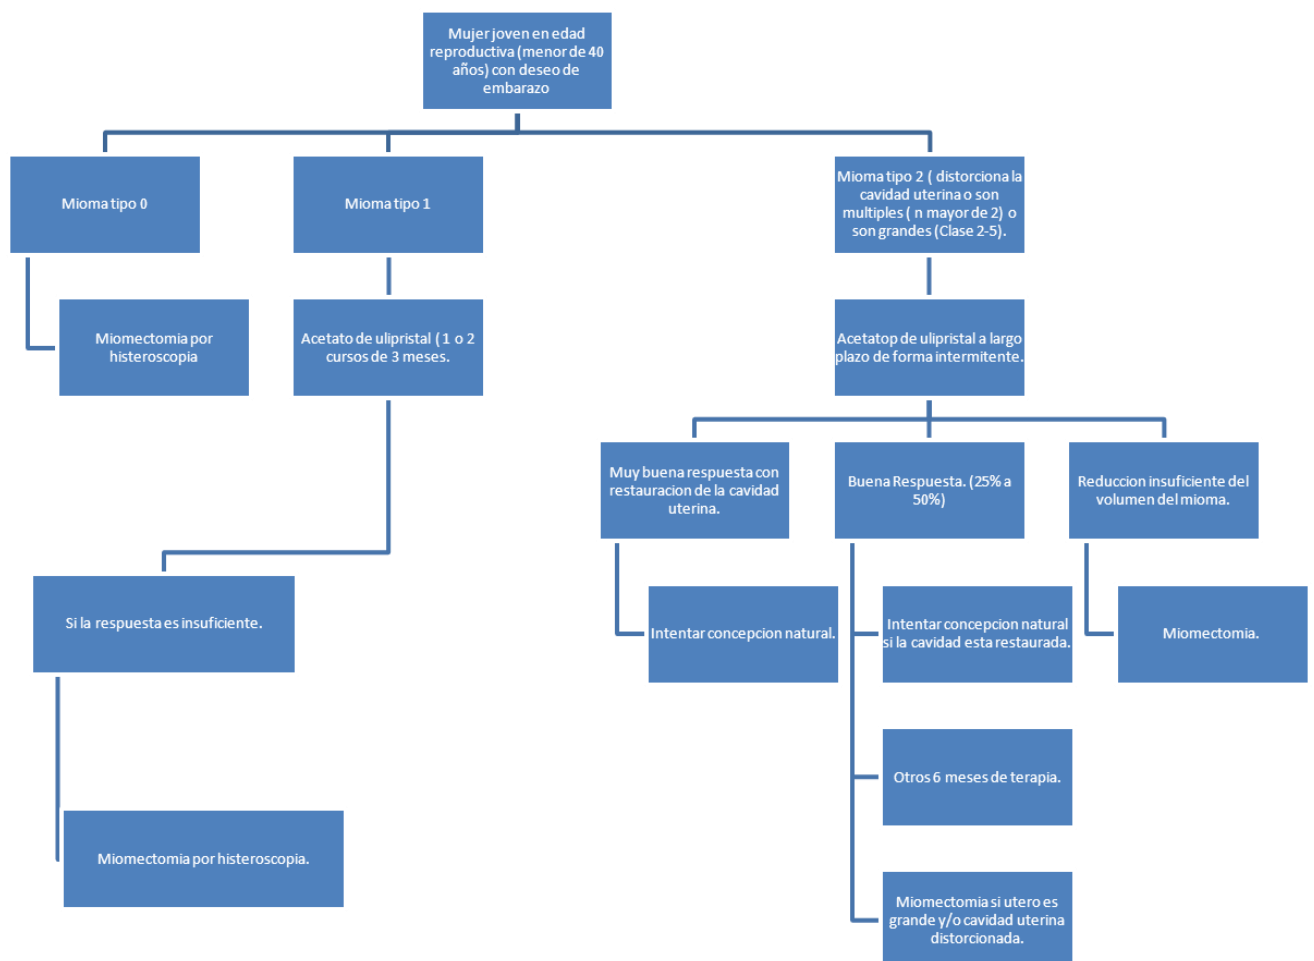 Mujer joven en edad
reproductiva (menor de 40
años) con deseo de
embarazo
Mioma tipo 0
Mioma tipo 1
Mioma tipo 2 ( distorciona la
cavidad uterina o son
multiples ( n mayor de 2) o
son grandes (Clase 2-5).
Miomectomia por
histeroscopia
Acetato de ulipristal ( 1 o 2
cursos de 3 meses.
Acetatop de ulipristal a largo
plazo de forma intermitente.
Muy buena respuesta con
restauracion de la cavidad
uterina.
Buena Respuesta. (25% a
50%)
Reduccion insuficiente del
volumen del mioma.
Si la respuesta es insuficiente.
Intentar concepcion natural.
Intentar concepcion natural
si la cavidad esta restaurada.
Miomectomia.
Otros 6 meses de terapia.
Miomectomia por histeroscopia.
Miomectomia si utero es
grande y/o cavidad uterina
distorcionada.